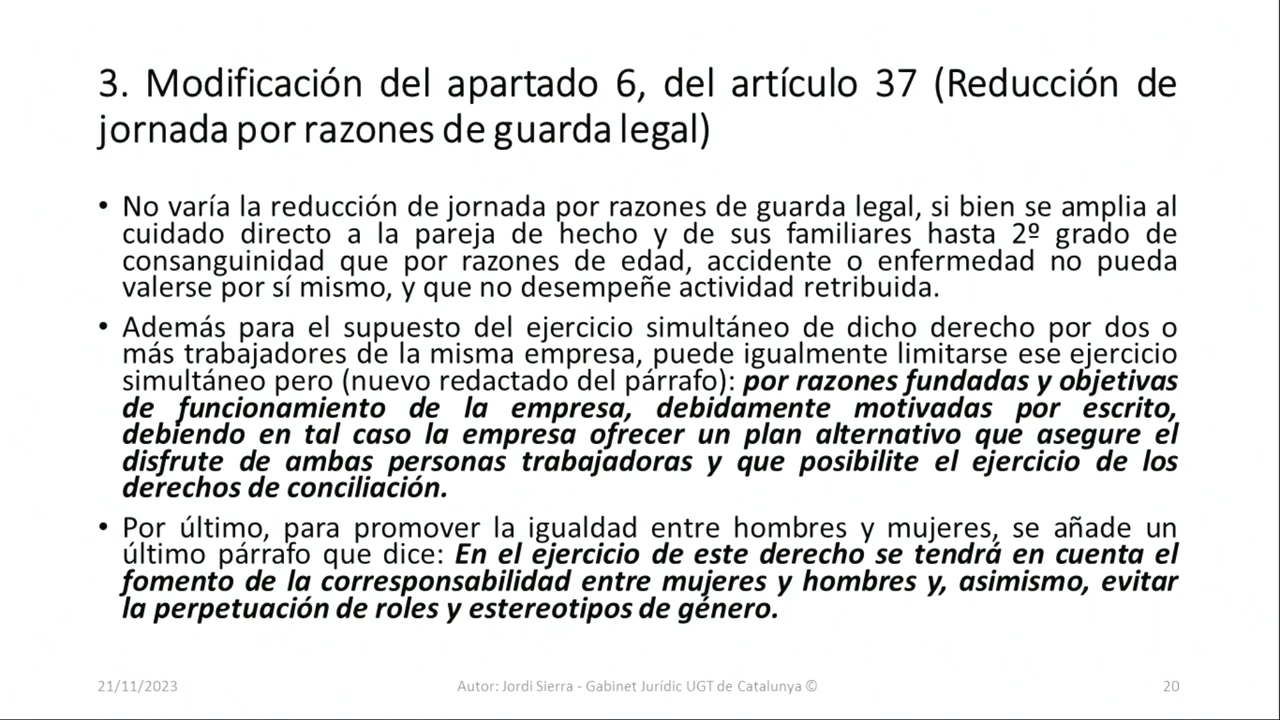 3. Modificación del apartado 6, del artículo 37 (Reducción de
jornada por razones de guarda legal)
• No varía la reducción de jornada por razones de guarda legal, si bien se amplia al
cuidado directo a la pareja de hecho y de sus familiares hasta 2º grado de
consanguinidad que por razones de edad, accidente o enfermedad no pueda
valerse por sí mismo, y que no desempeñe actividad retribuida.
• Además para el supuesto del ejercicio simultáneo de dicho derecho por dos o
más trabajadores de la misma empresa, puede igualmente limitarse ese ejercicio
simultáneo pero (nuevo redactado del párrafo): por razones fundadas y objetivas
de funcionamiento de la empresa, debidamente motivadas por escrito,
debiendo en tal caso la empresa ofrecer un plan alternativo que asegure el
disfrute de ambas personas trabajadoras y que posibilite el ejercicio de los
derechos de conciliación.
• Por último, para promover la igualdad entre hombres y mujeres, se añade un
último párrafo que dice: En el ejercicio de este derecho se tendrá en cuenta el
fomento de la corresponsabilidad entre mujeres y hombres y, asimismo, evitar
la perpetuación de roles y estereotipos de género.
21/11/2023 Autor: Jordi Sierra - Gabinet Jurídic UGT de Catalunya © 20